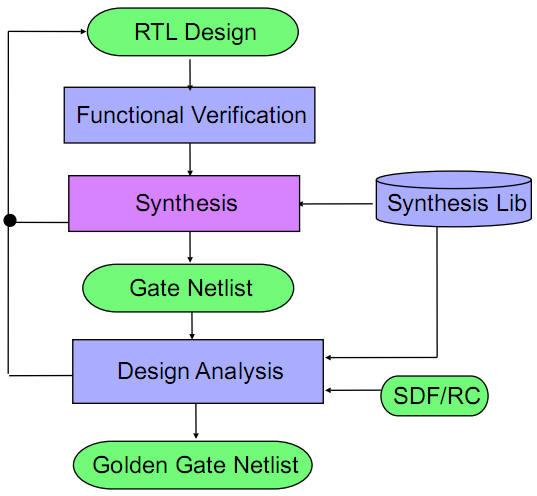 RTL Design
Functional Verification
Synthesis
Synthesis Lib
Gate Netlist
Design Analysis
SDF/RC
Golden Gate Netlist